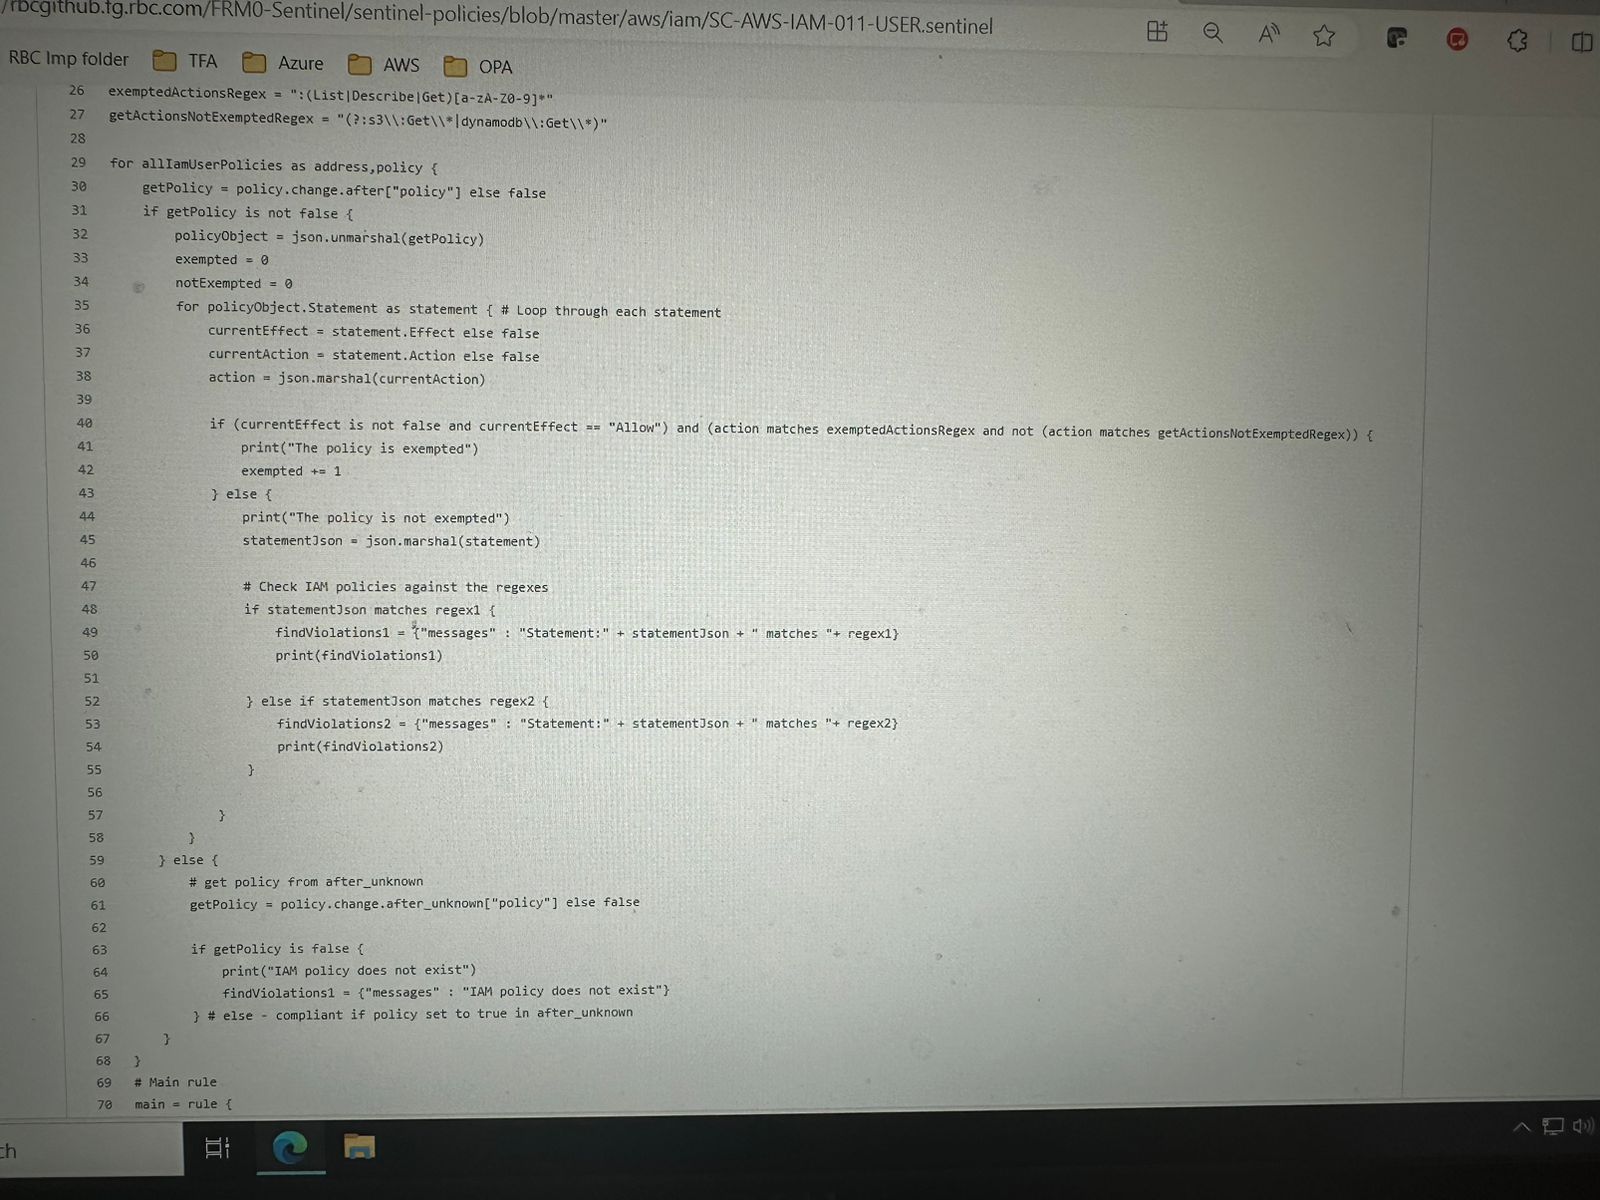 /rbcgithub.fg.rbc.com/FRM0-Sentinel/sentinel-policies/blob/master/aws/iam/SC-AWS-IAM-011-USER.sentinel
RBC Imp folder TFA Azure AWS OPA
26 exemptedActionsRegex = ":(List|Describe|Get)[a-zA-Z0-9]*"
27 getActionsNotExemptedRegex = "(?:s3\\:Get\\*|dynamodb\\:Get\\*)"
28
29 for allIamUserPolicies as address,policy {
30 getPolicy = policy.change.after["policy"] else false
31 if getPolicy is not false {
32 policyObject = json.unmarshal(getPolicy)
33 exempted = 0
34 notExempted = 0
35 for policyObject.Statement as statement { # Loop through each statement
36 currentEffect = statement.Effect else false
37 currentAction = statement.Action else false
38 action = json.marshal(currentAction)
39
40 if (currentEffect is not false and currentEffect == "Allow") and (action matches exemptedActionsRegex and not (action matches getActionsNotExemptedRegex)) {
41 print("The policy is exempted")
42 exempted += 1
43 } else {
44 print("The policy is not exempted")
45 statementJson = json.marshal(statement)
46
47 # Check IAM policies against the regexes
48 if statementJson matches regex1 {
49 findViolations1 = {"messages" : "Statement:" + statementJson + " matches "+ regex1}
50 print(findViolations1)
51
52 } else if statementJson matches regex2 {
53 findViolations2 = {"messages" : "Statement:" + statementJson + " matches "+ regex2}
54 print(findViolations2)
55 }
56
57 }
58 }
59 } else {
60 # get policy from after_unknown
61 getPolicy = policy.change.after_unknown["policy"] else false
62
63 if getPolicy is false {
64 print("IAM policy does not exist")
65 findViolations1 = {"messages" : "IAM policy does not exist"}
66 } # else - compliant if policy set to true in after_unknown
67 }
68 }
69 # Main rule
70 main = rule {
ch